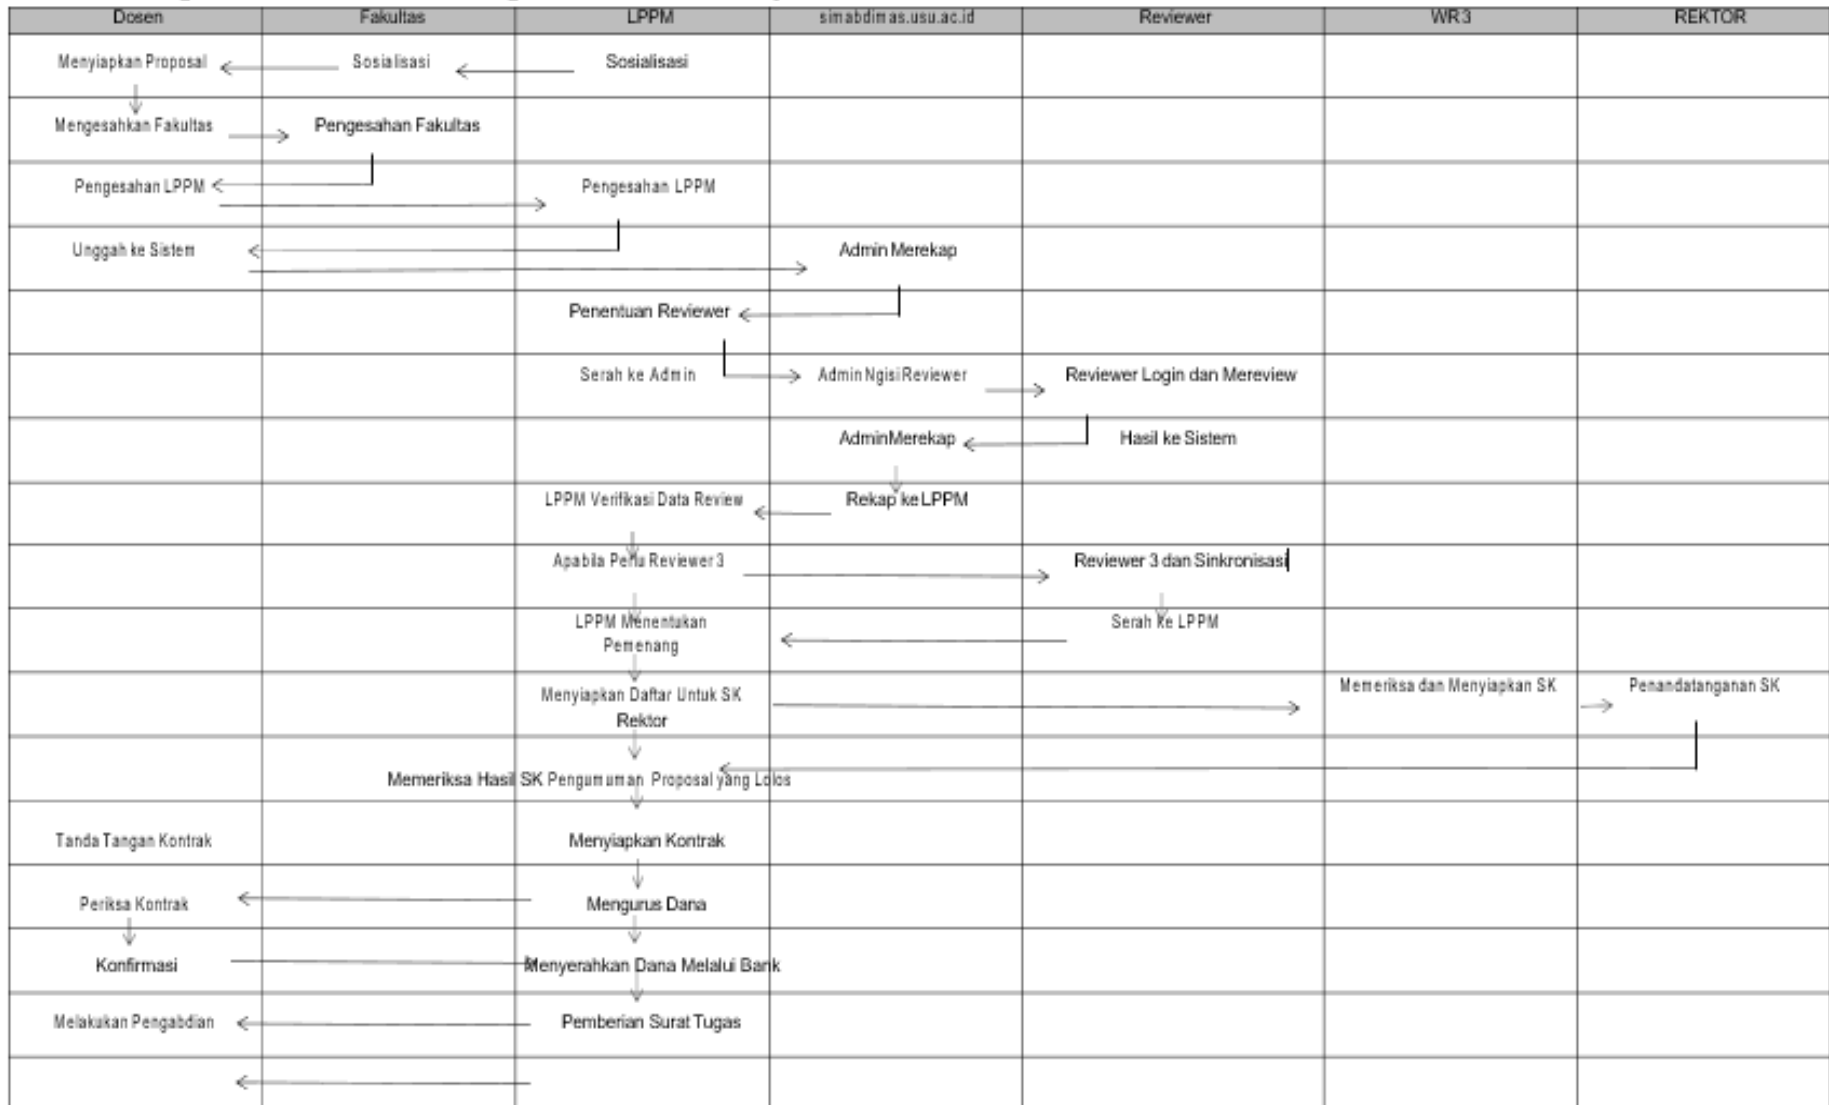 Dosen Fakultas LPPM simabdimas.usu.ac.id Reviewer WR3 REKTOR
Menyiapkan Proposal Sosialisasi Sosialisasi
Mengesahkan Fakultas Pengesahan Fakultas
Pengesahan LPPM Pengesahan LPPM
Unggah ke Sistem Admin Merekap
Penentuan Reviewer
Serah ke Admin Admin Ngisi Reviewer Reviewer Login dan Mereview
AdminMerekap Hasil ke Sistem
LPPM Verifikasi Data Review Rekap ke LPPM
Apabila Perlu Reviewer 3 Reviewer 3 dan Sinkronisasi
LPPM Menentukan Serah ke LPPM
Pemenang
Menyiapkan Daftar Untuk SK Memeriksa dan Menyiapkan SK Penandatanganan SK
Rektor
Memeriksa Hasil SK Pengumuman Proposal yang Lolos
Tanda Tangan Kontrak Menyiapkan Kontrak
Periksa Kontrak Mengurus Dana
Konfirmasi Menyerahkan Dana Melalui Bank
Melakukan Pengabdian Pemberian Surat Tugas